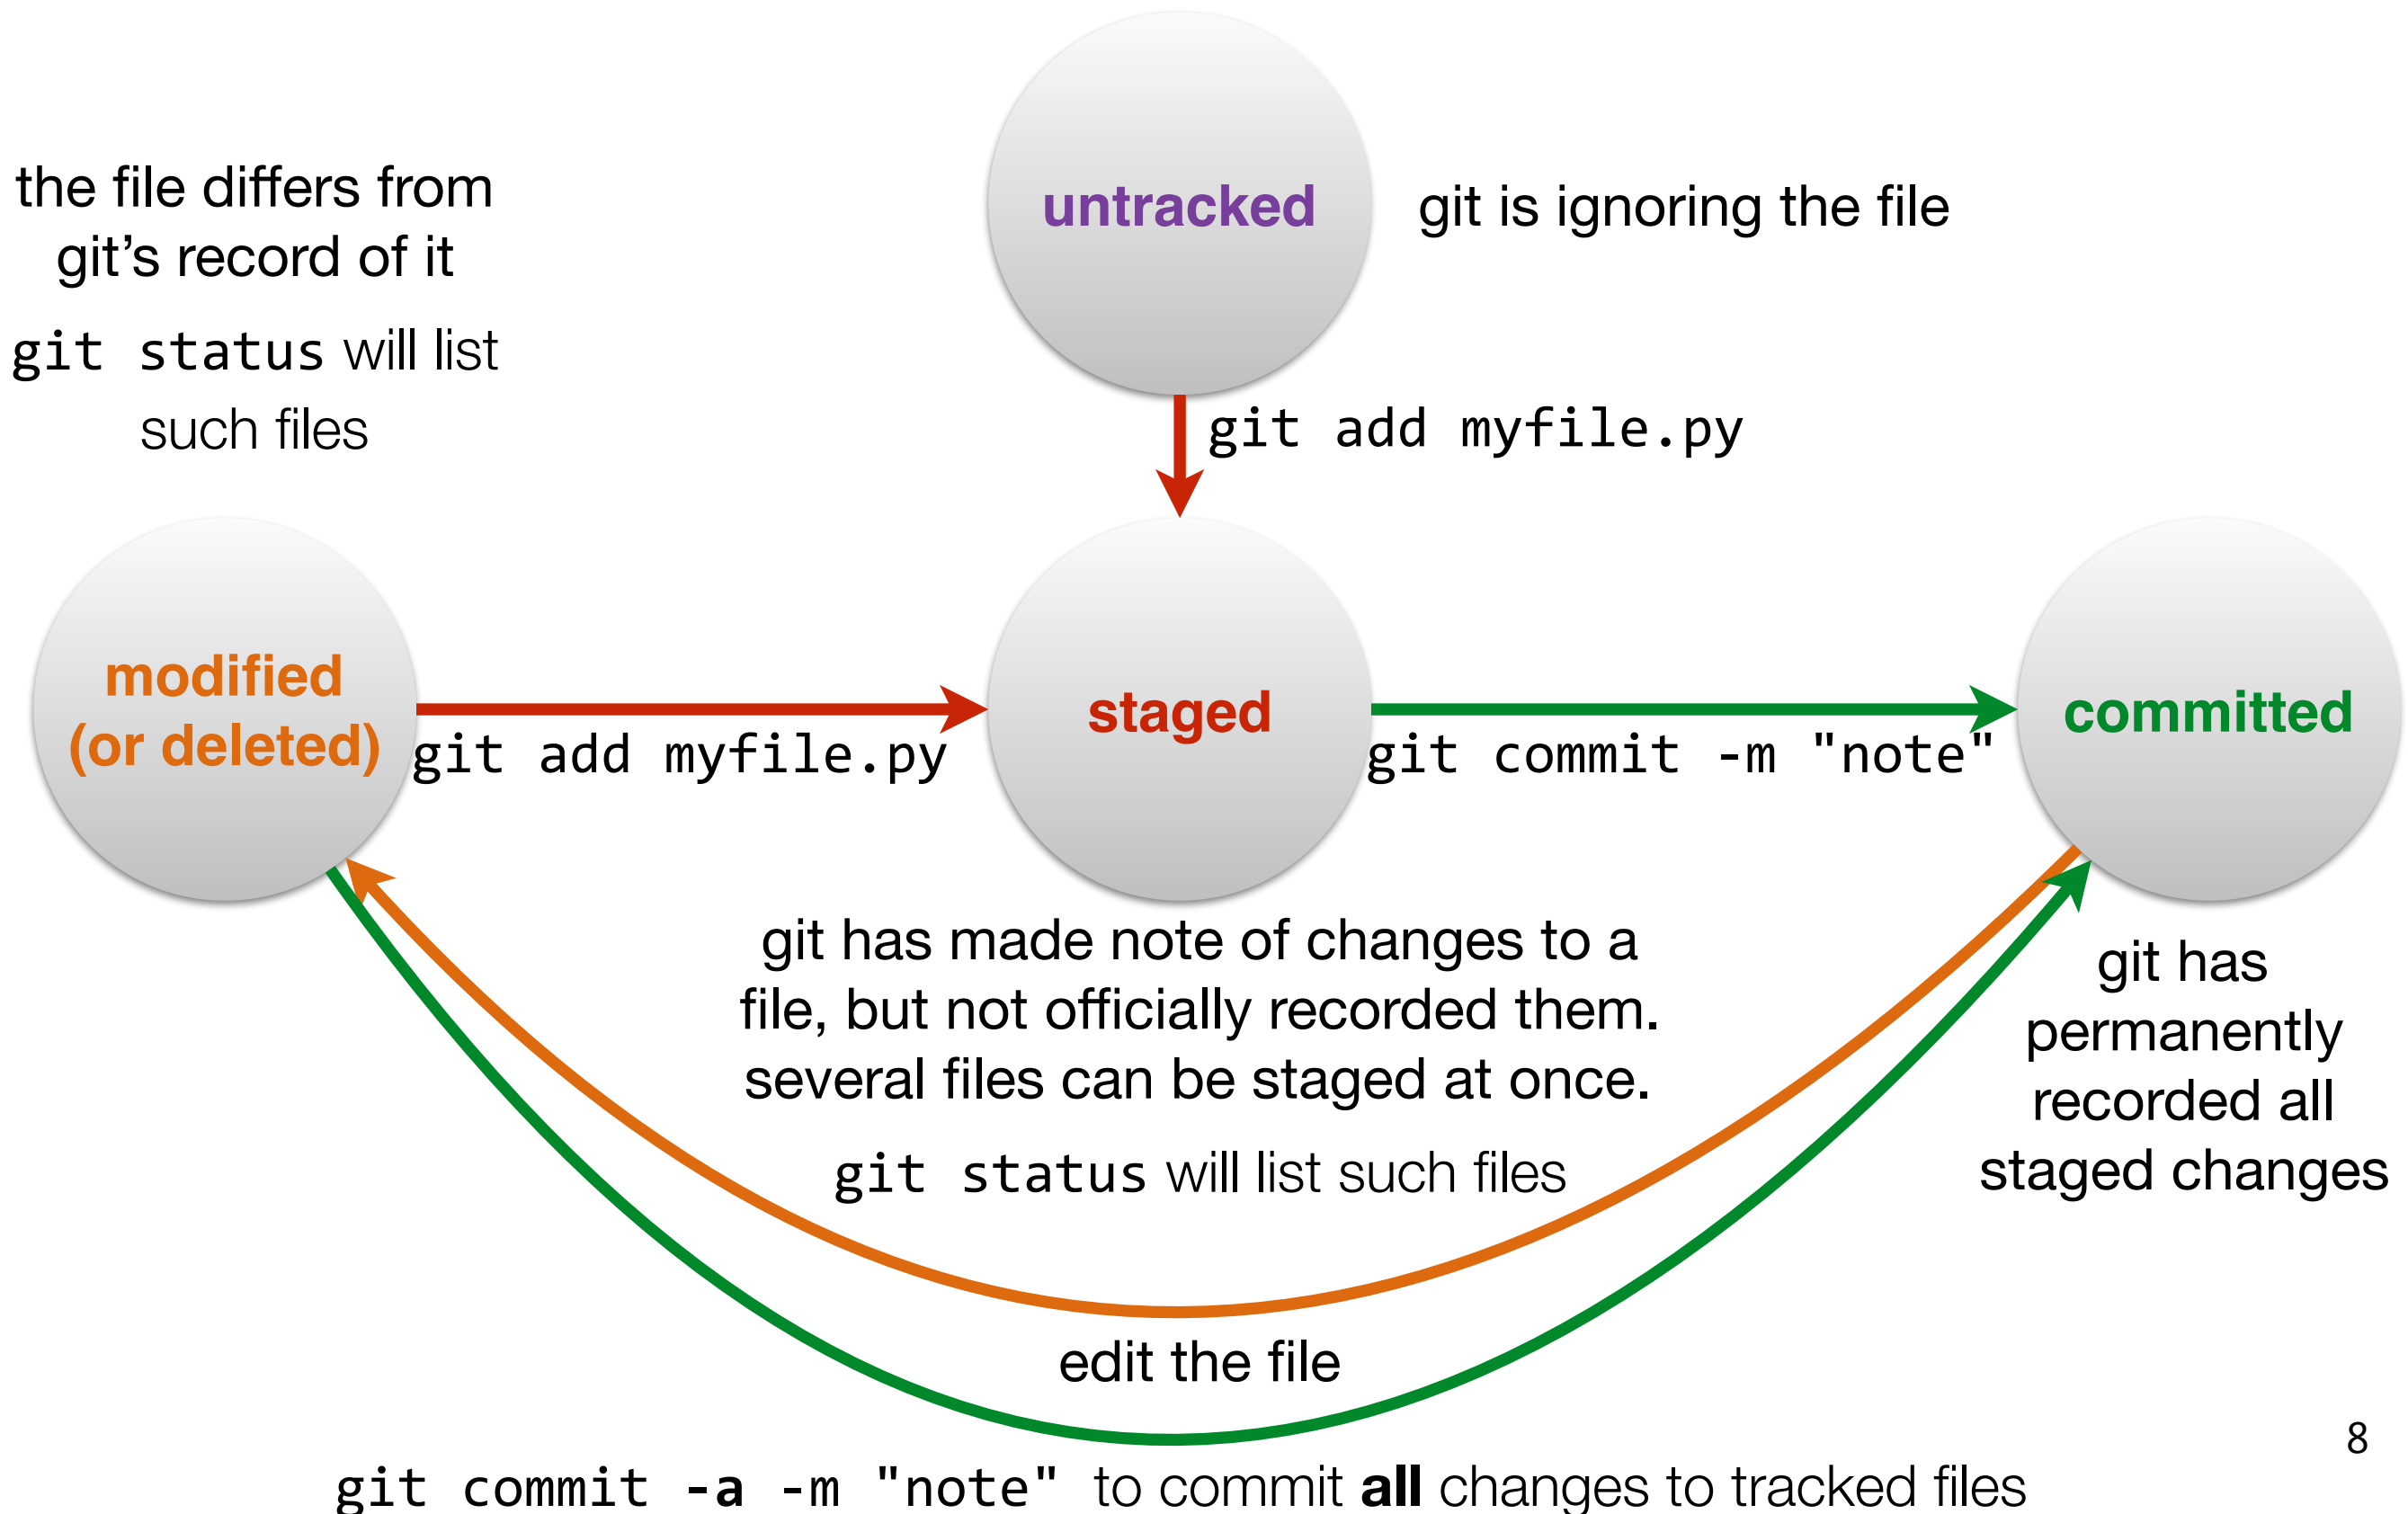 the file differs from
git’s record of it
git status will list
such files
untracked
git is ignoring the file
git add myfile.py
modified
(or deleted)
git add myfile.py
staged
git commit -m "note"
committed
git has made note of changes to a
file, but not officially recorded them.
several files can be staged at once.
git status will list such files
git has
permanently
recorded all
staged changes
edit the file
git commit -a -m "note" to commit all changes to tracked files
8